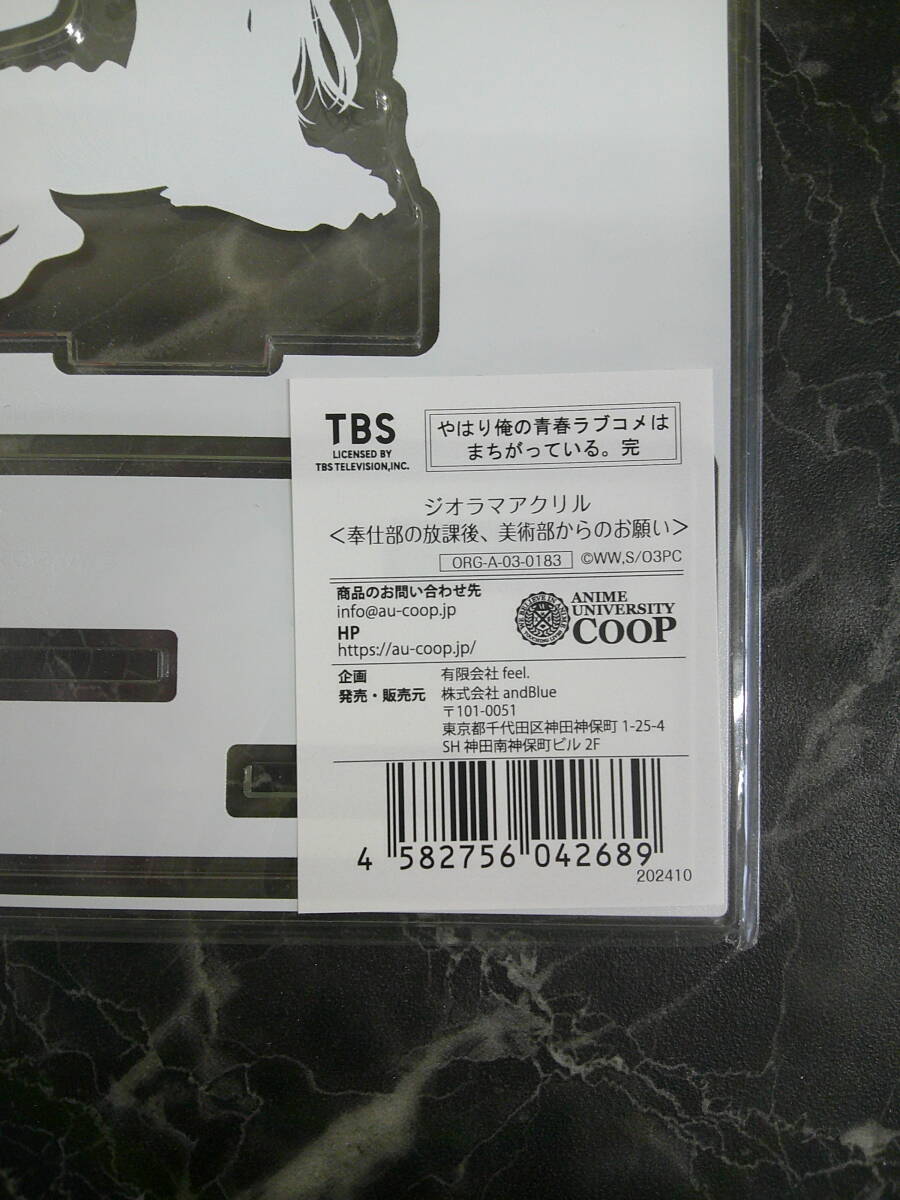 TBS
LICENSED BY
TBS TELEVISION,INC.
やはり俺の青春ラブコメは
まちがっている。完
ジオラマアクリル
＜奉仕部の放課後、美術部からのお願い＞
ORG-A-03-0183 ©WW,S/O3PC
商品のお問い合わせ先
info@au-coop.jp
HP
https://au-coop.jp/
ANIME
UNIVERSITY
COOP
企画 有限会社 feel.
発売・販売元 株式会社 andBlue
〒101-0051
東京都千代田区神田神保町 1-25-4
SH 神田南神保町ビル 2F
4 582756 042689
202410